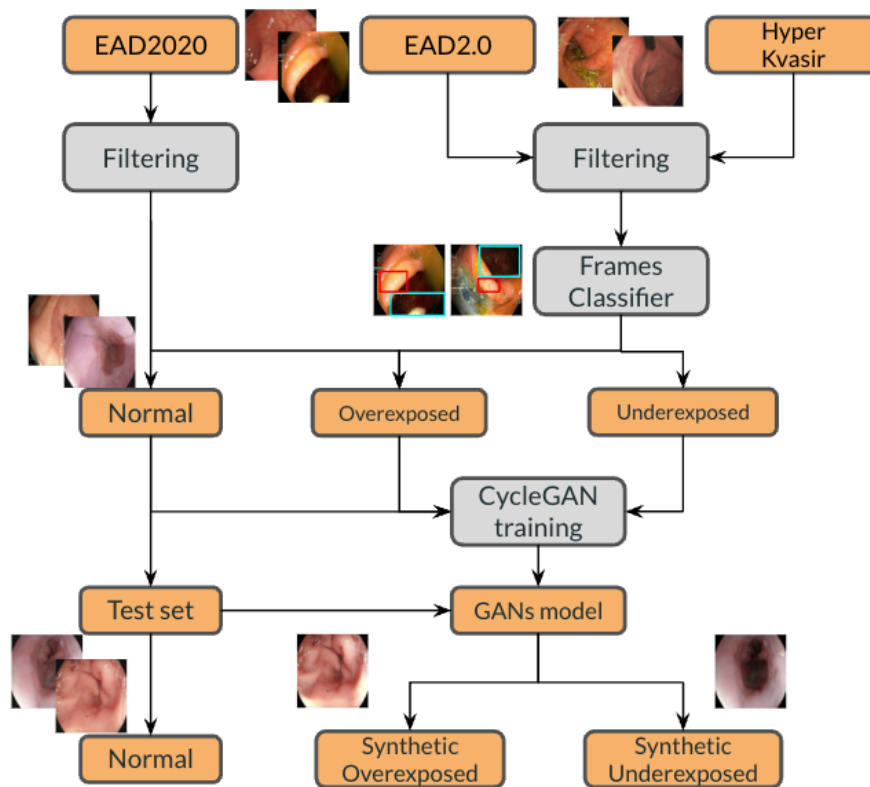 EAD2020
EAD2.0
Hyper
Kvasir
Filtering
Filtering
Frames
Classifier
Normal
Overexposed
Underexposed
CycleGAN
training
Test set
GANs model
Normal
Synthetic
Overexposed
Synthetic
Underexposed